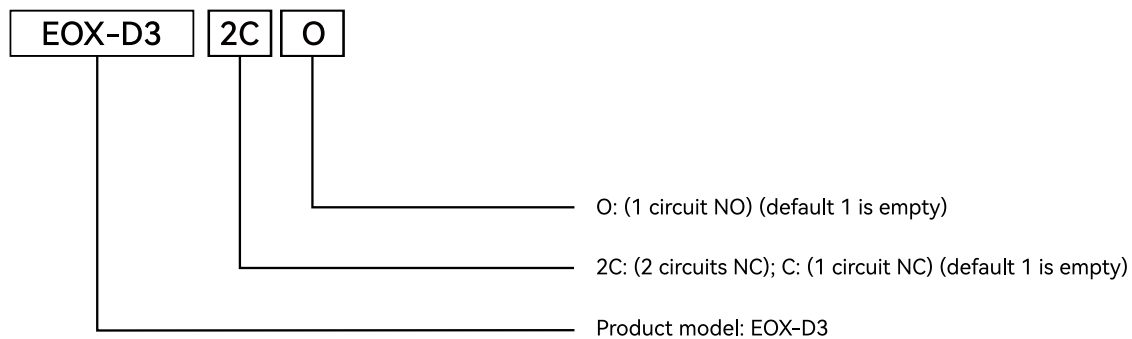 EOX-D3 2C O
O: (1 circuit NO) (default 1 is empty)
2C: (2 circuits NC); C: (1 circuit NC) (default 1 is empty)
Product model: EOX-D3